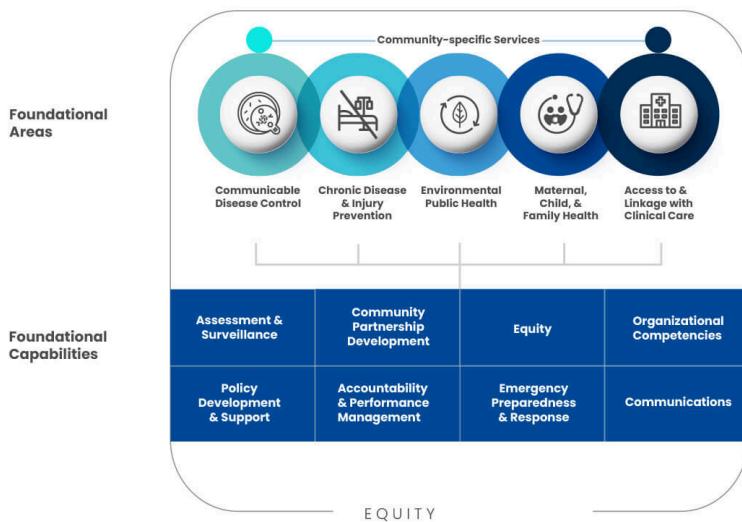 Community-specific Services
Foundational
Areas
Communicable
Disease Control
Chronic Disease
& Injury
Prevention
Environmental
Public Health
Maternal,
Child, &
Family Health
Access to &
Linkage with
Clinical Care
Foundational
Capabilities
Assessment &
Surveillance
Community
Partnership
Development
Equity
Organizational
Competencies
Policy
Development
& Support
Accountability
& Performance
Management
Emergency
Preparedness
& Response
Communications
EQUITY